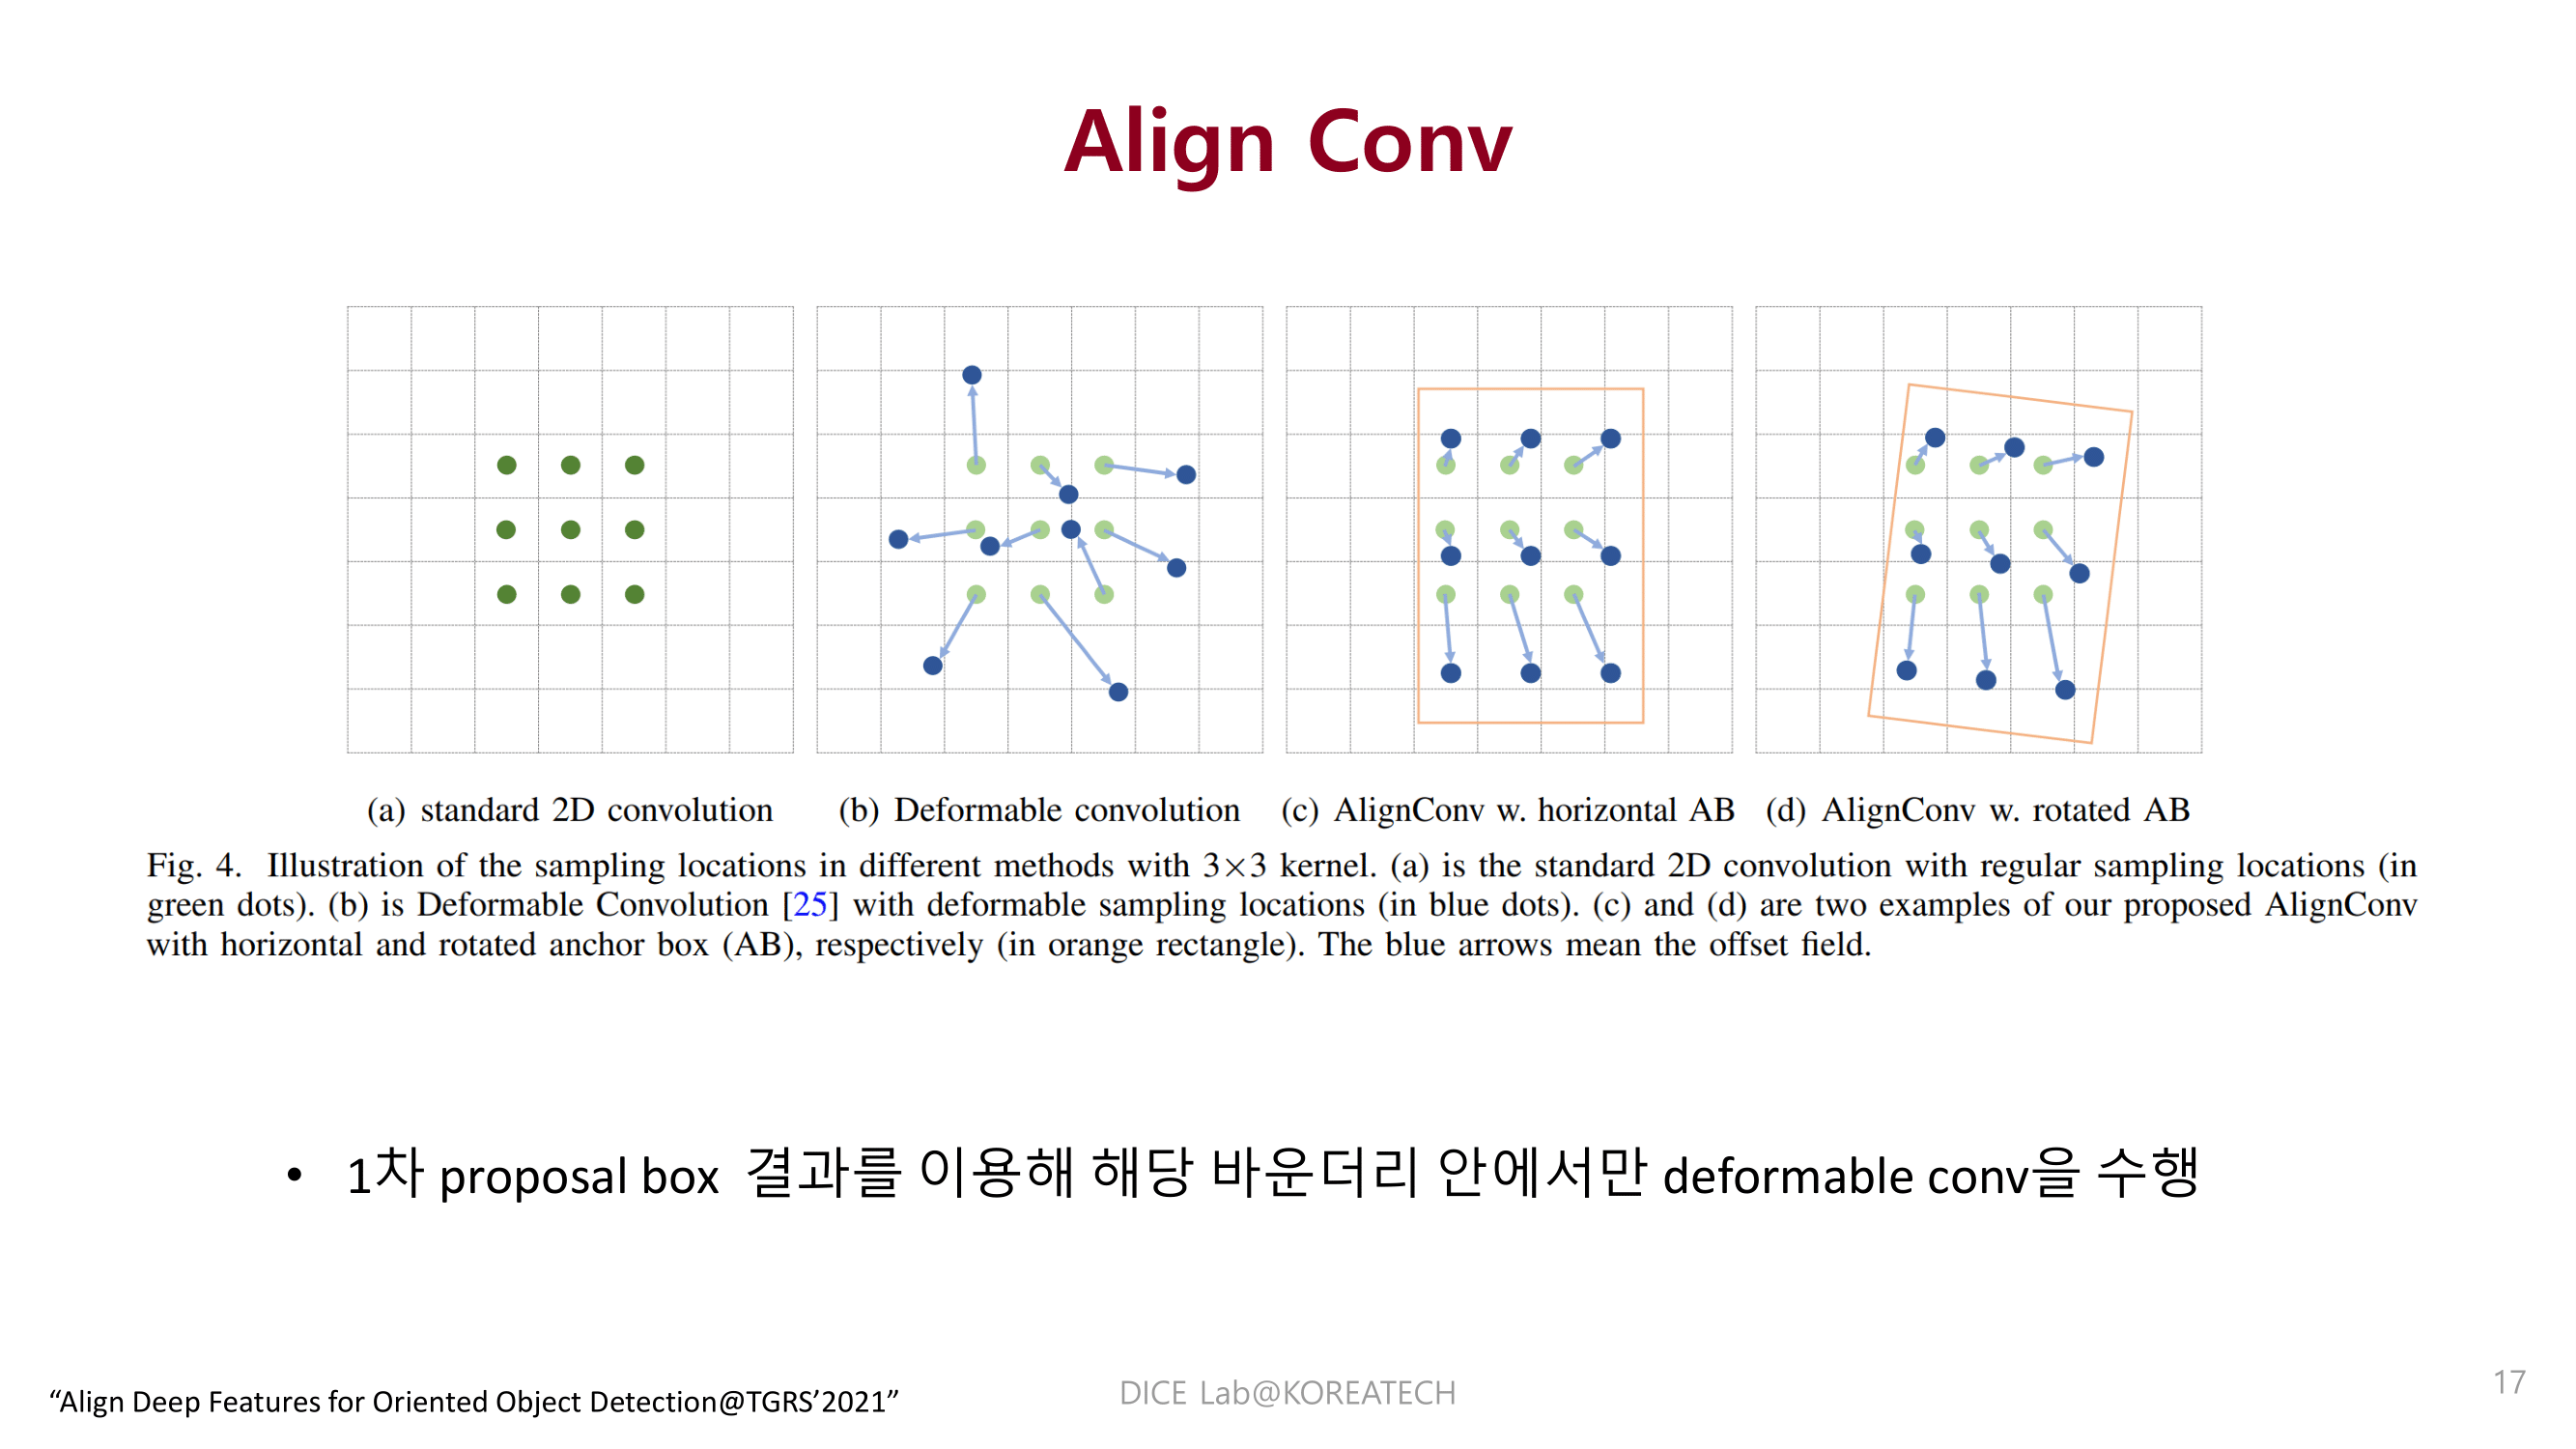 Align Conv
(a) standard 2D convolution (b) Deformable convolution (c) AlignConv w. horizontal AB (d) AlignConv w. rotated AB
Fig. 4. Illustration of the sampling locations in different methods with 3×3 kernel. (a) is the standard 2D convolution with regular sampling locations (in
green dots). (b) is Deformable Convolution [25] with deformable sampling locations (in blue dots). (c) and (d) are two examples of our proposed AlignConv
with horizontal and rotated anchor box (AB), respectively (in orange rectangle). The blue arrows mean the offset field.
• 1차 proposal box 결과를 이용해 해당 바운더리 안에서만 deformable conv을 수행
“Align Deep Features for Oriented Object Detection@TGRS’2021”
DICE Lab@KOREATECH
17